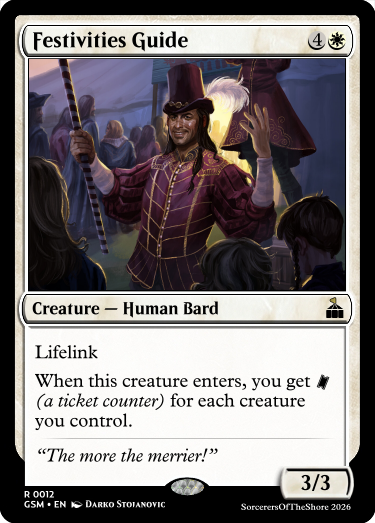 Festivities Guide 4
Creature — Human Bard
Lifelink
When this creature enters, you get
(a ticket counter) for each creature
you control.
“The more the merrier!”
3/3
R 0012
GSM • EN Darko Stojanovic
SorcerersOfTheShore 2026